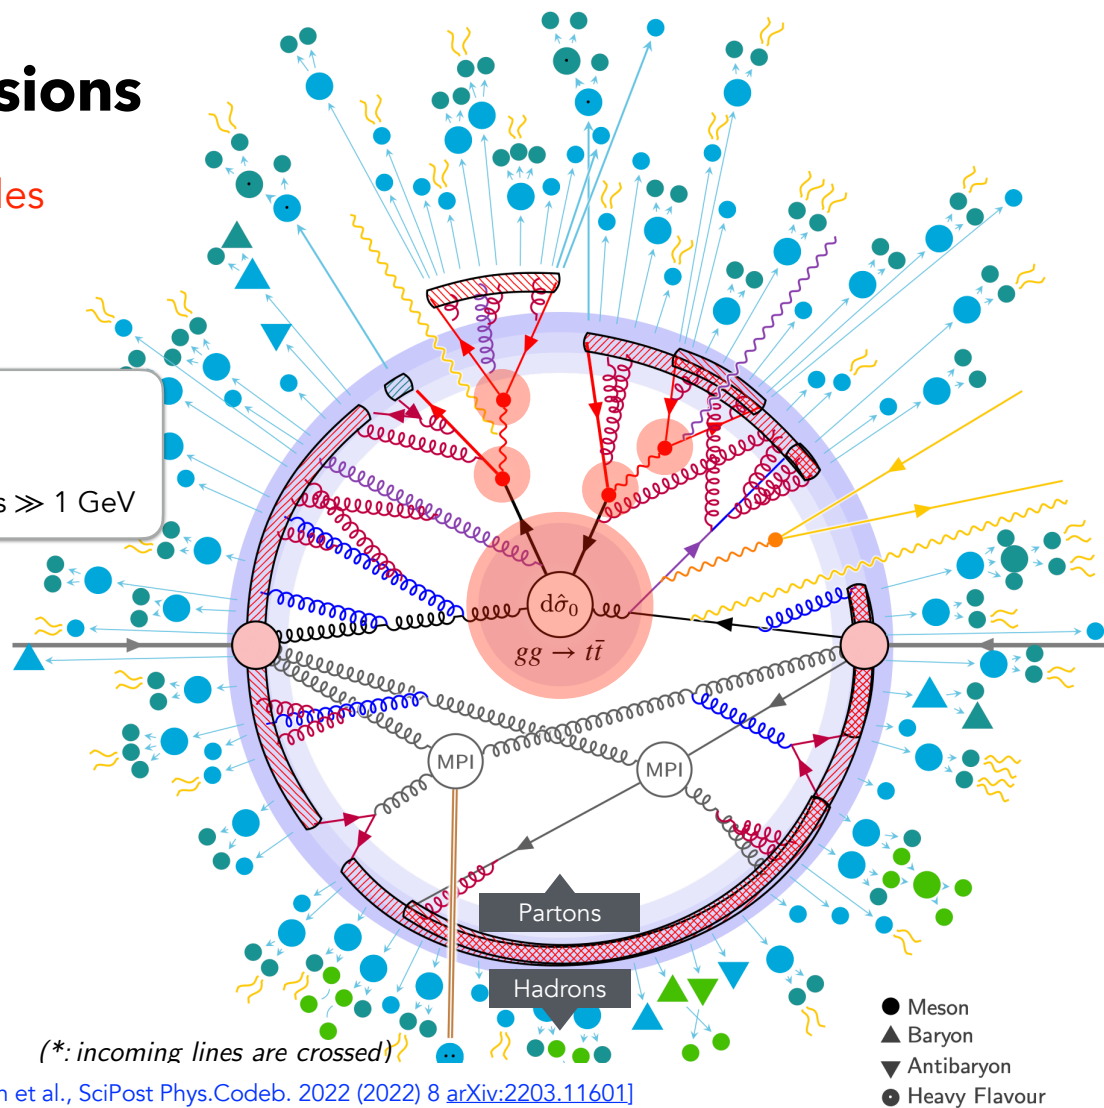 sions
les
s ≫ 1 GeV
dσ̂₀
gg → tt̄
MPI
MPI
Partons
Hadrons
Meson
Baryon
Antibaryon
Heavy Flavour
(*: incoming lines are crossed)
n et al., SciPost Phys.Codeb. 2022 (2022) 8 arXiv:2203.11601]